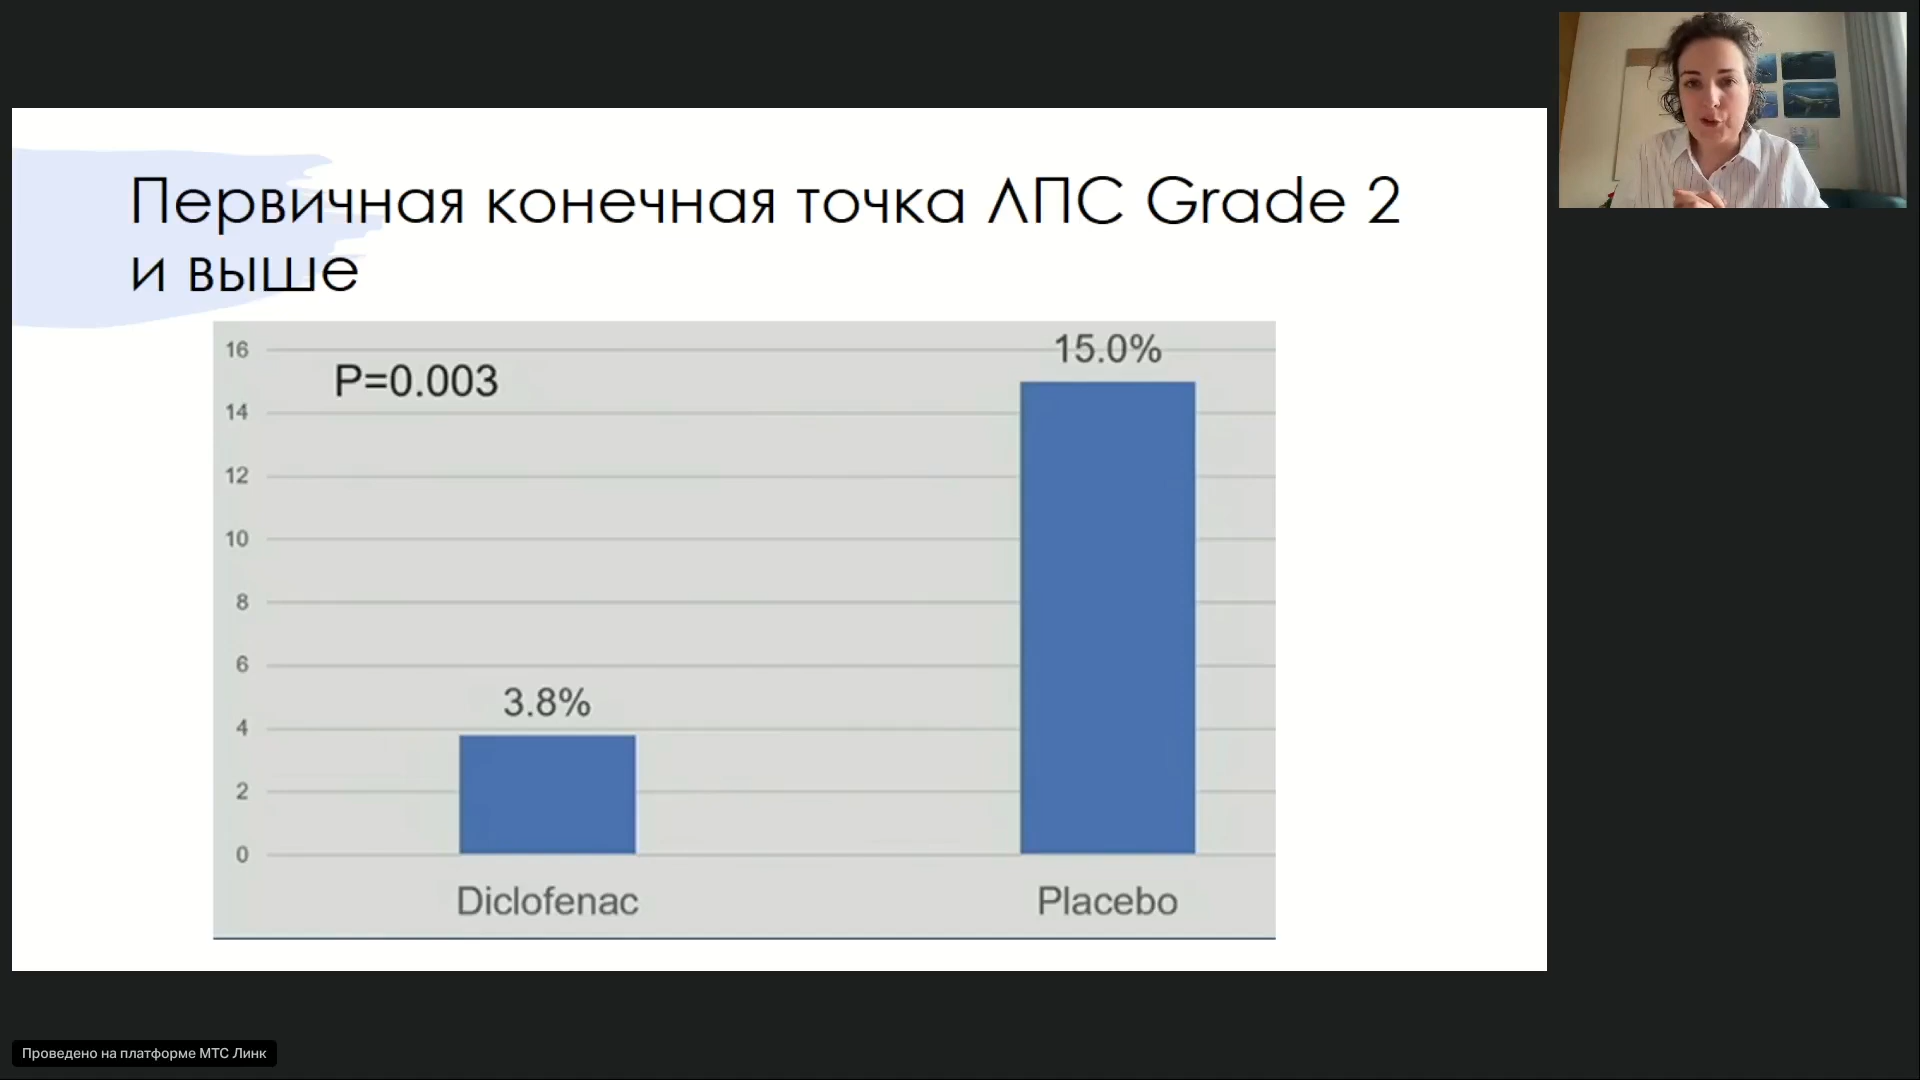 Первичная конечная точка ЛПС Grade 2
и выше
16
14
12
10
8
6
4
2
0
P=0.003
3.8%
15.0%
Diclofenac
Placebo
Проведено на платформе МТС Линк